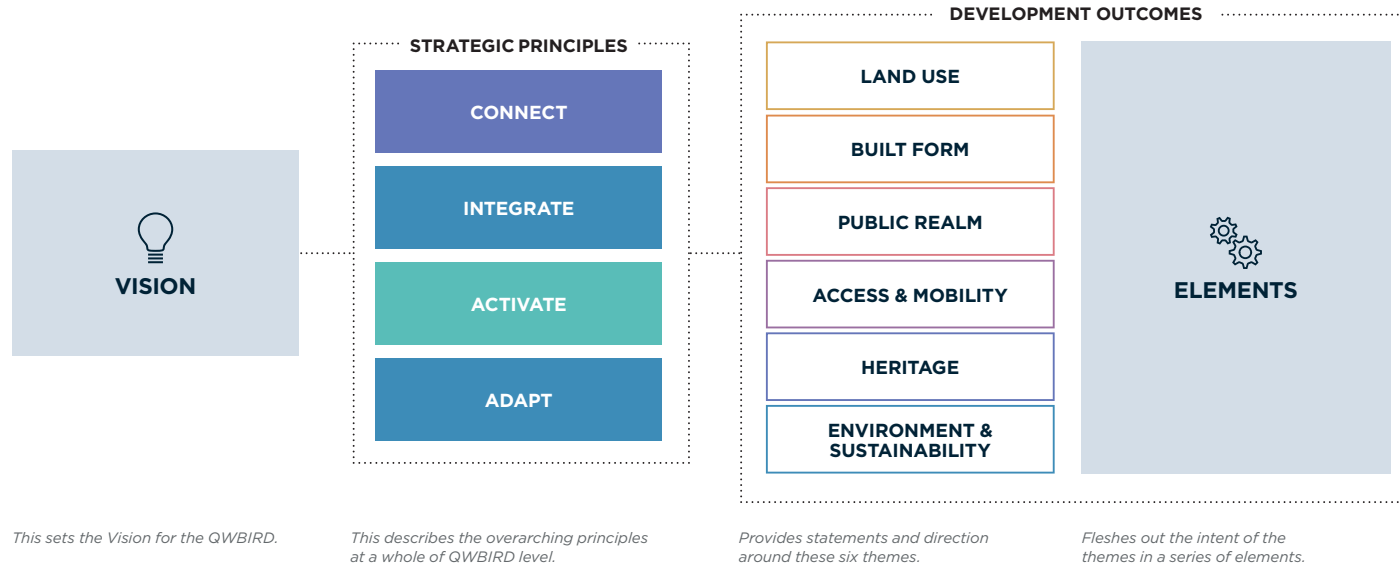 DEVELOPMENT OUTCOMES
STRATEGIC PRINCIPLES
VISION
CONNECT
INTEGRATE
ACTIVATE
ADAPT
LAND USE
BUILT FORM
PUBLIC REALM
ACCESS & MOBILITY
HERITAGE
ENVIRONMENT &
SUSTAINABILITY
ELEMENTS
This sets the Vision for the QWBIRD.
This describes the overarching principles
at a whole of QWBIRD level.
Provides statements and direction
around these six themes.
Fleshes out the intent of the
themes in a series of elements.